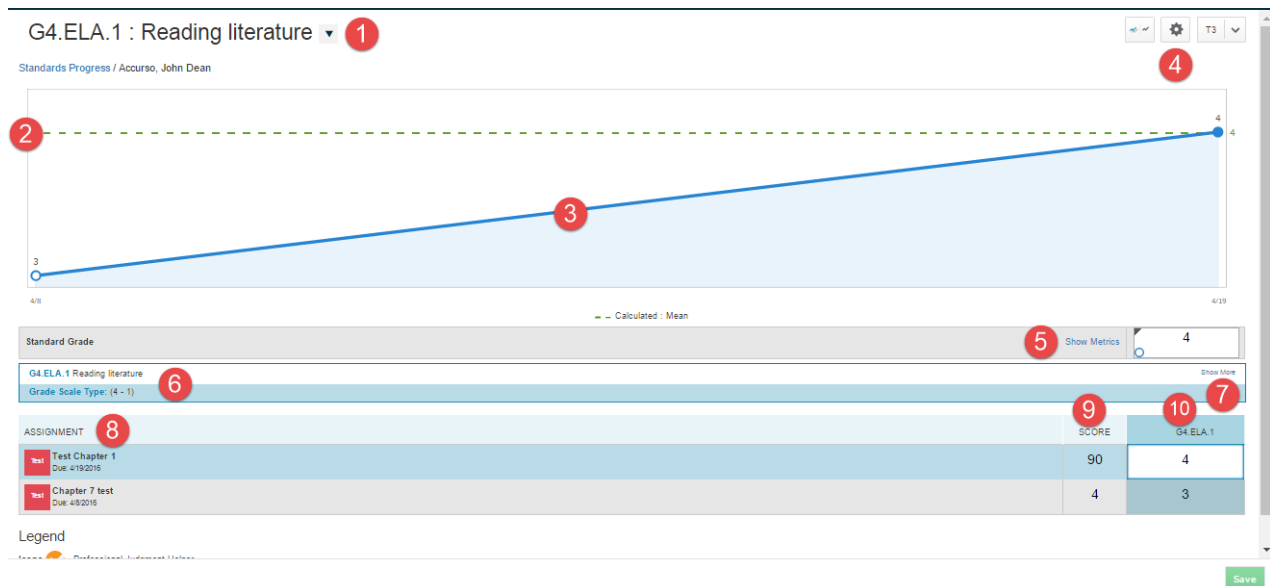 G4.ELA.1 : Reading literature 1
T3
4
Standards Progress / Accurso, John Dean
2
4
4
3
3
4/8
4/19
Calculated : Mean
Standard Grade
5
Show Metrics
4
G4.ELA.1 Reading literature
Show More
6
Grade Scale Type: (4 - 1)
7
9
10
ASSIGNMENT 8
SCORE
G4.ELA.1
Test
Test Chapter 1
Due: 4/19/2016
90
4
Test
Chapter 7 test
Due: 4/8/2016
4
3
Legend
Professional Judgment Helper
Save